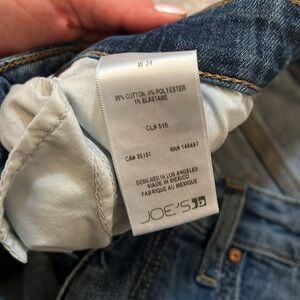 W 24
95% COTTON, 4% POLYESTER
1% ELASTANE
CL# 516
CA# 35137 RN# 149497
DESIGNED IN LOS ANGELES
MADE IN MEXICO
FABRIQUE AU MEXIQUE
JOE'S